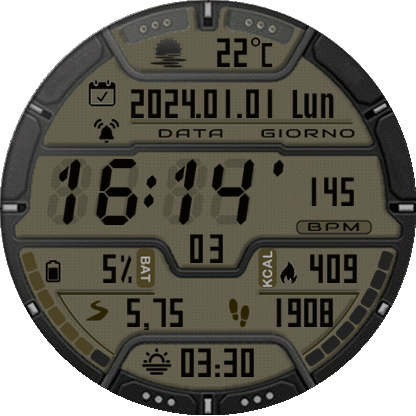 22°C
2024.01.01 Lun
DATA GIORNO
16:14' 145
BPM
03
5% BAT KCAL 409
5,75 1908
03:30